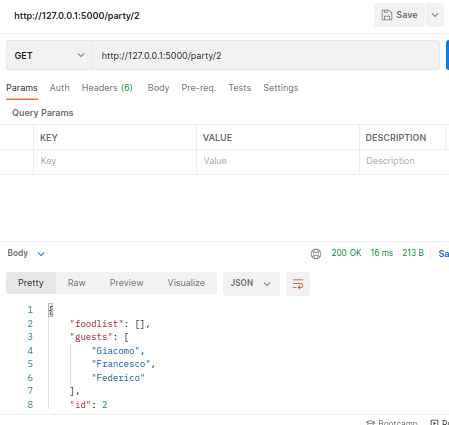 http://127.0.0.1:5000/party/2
Save
GET
http://127.0.0.1:5000/party/2
Params Auth Headers (6) Body Pre-req. Tests Settings
Query Params
KEY VALUE DESCRIPTION
Key Value Description
Body
200 OK 16 ms 213 B Sa
Pretty Raw Preview Visualize JSON
1 {
2 "foodlist": [],
3 "guests": [
4 "Giacomo",
5 "Francesco",
6 "Federico"
7 ],
8 "id": 2
Bootcamp